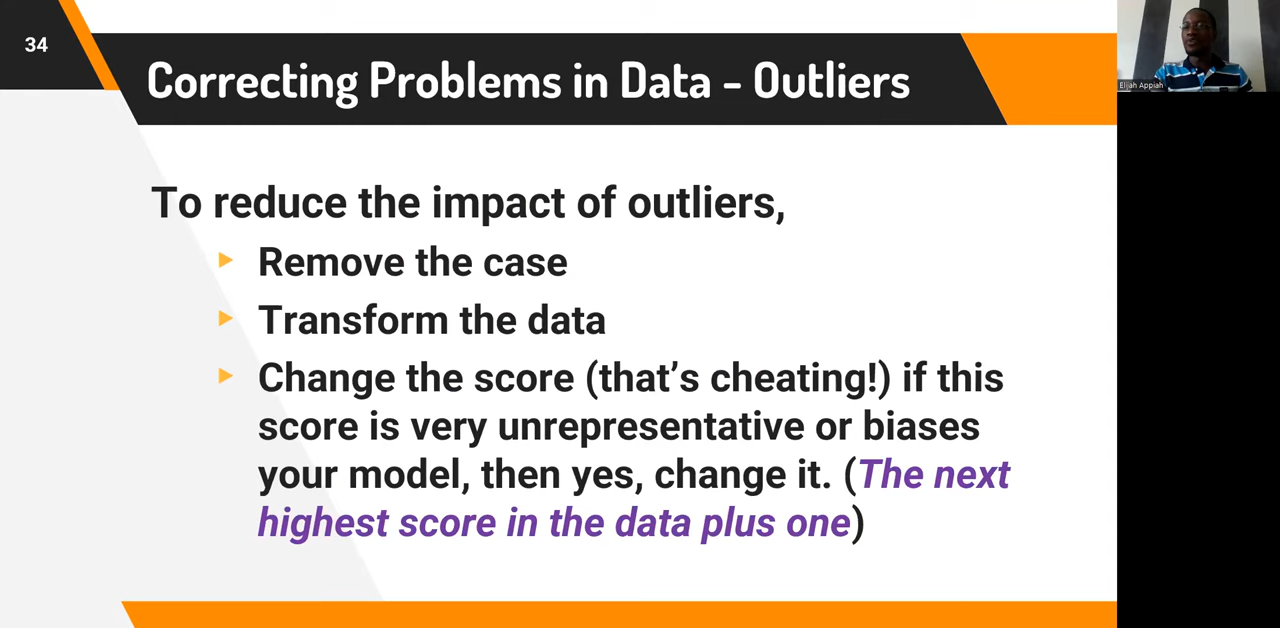 34
Correcting Problems in Data - Outliers
Elijah Appiah
To reduce the impact of outliers,
Remove the case
Transform the data
Change the score (that's cheating!) if this
score is very unrepresentative or biases
your model, then yes, change it. (The next
highest score in the data plus one)